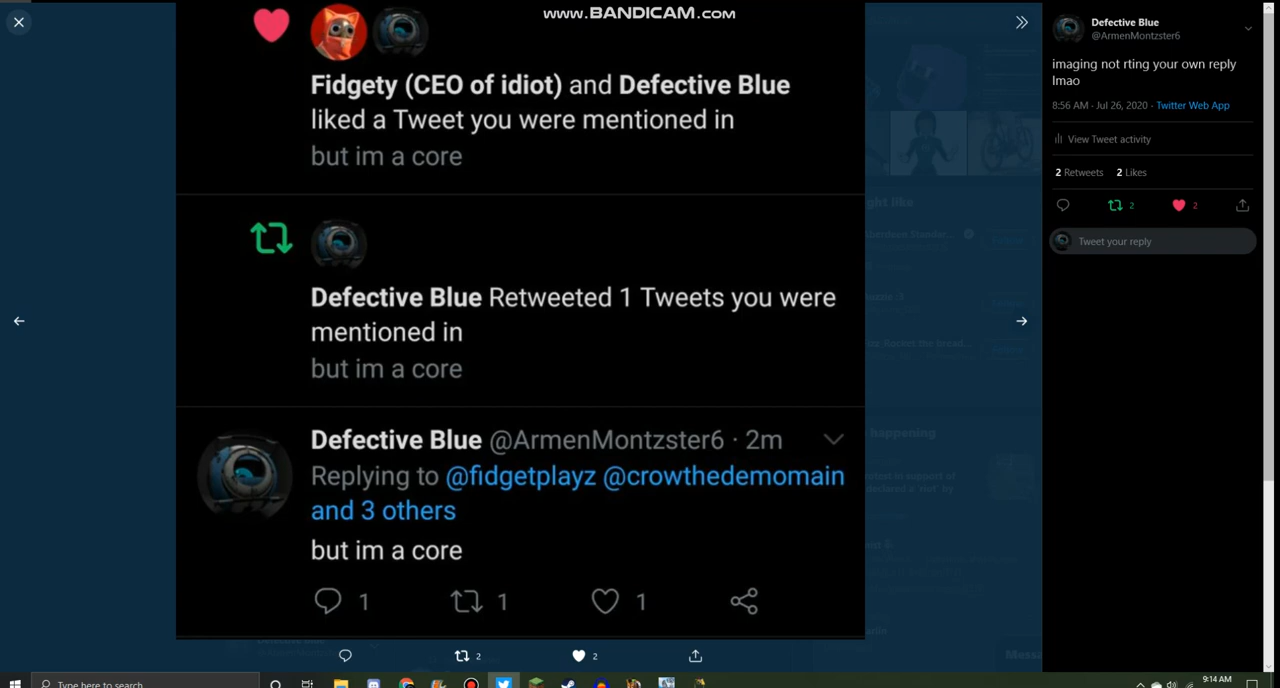 www.BANDICAM.com
Fidgety (CEO of idiot) and Defective Blue
liked a Tweet you were mentioned in
but im a core
Defective Blue Retweeted 1 Tweets you were
mentioned in
but im a core
Defective Blue @ArmenMontzster6 · 2m
Replying to @fidgetplayz @crowthedemomain
and 3 others
but im a core
1 1 1
2 2
Defective Blue
@ArmenMontzster6
imaging not rting your own reply
lmao
8:56 AM · Jul 26, 2020 · Twitter Web App
View Tweet activity
2 Retweets 2 Likes
2 2
Tweet your reply
ght like
happening
Type here to search
9:14 AM